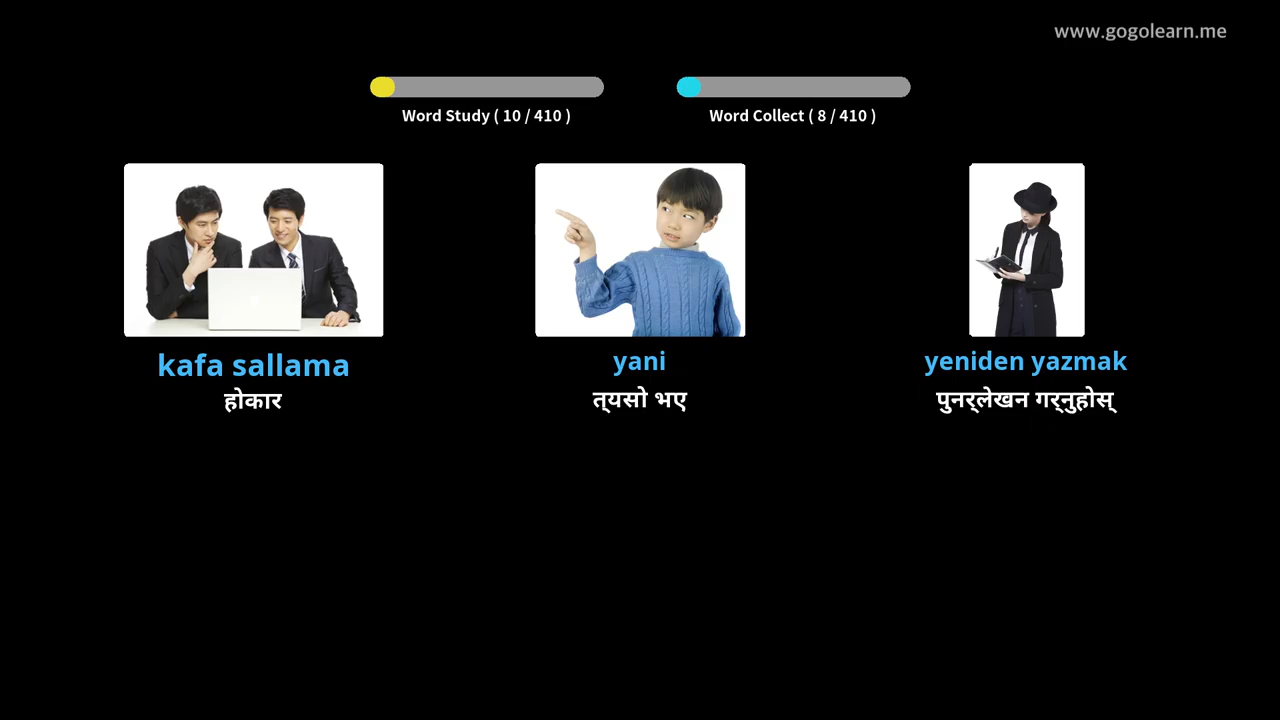 www.gogolearn.me
Word Study ( 10 / 410 )
Word Collect ( 8 / 410 )
kafa sallama
होकार
yani
त्यसो भए
yeniden yazmak
पुनर्लेखन गर्नुहोस्